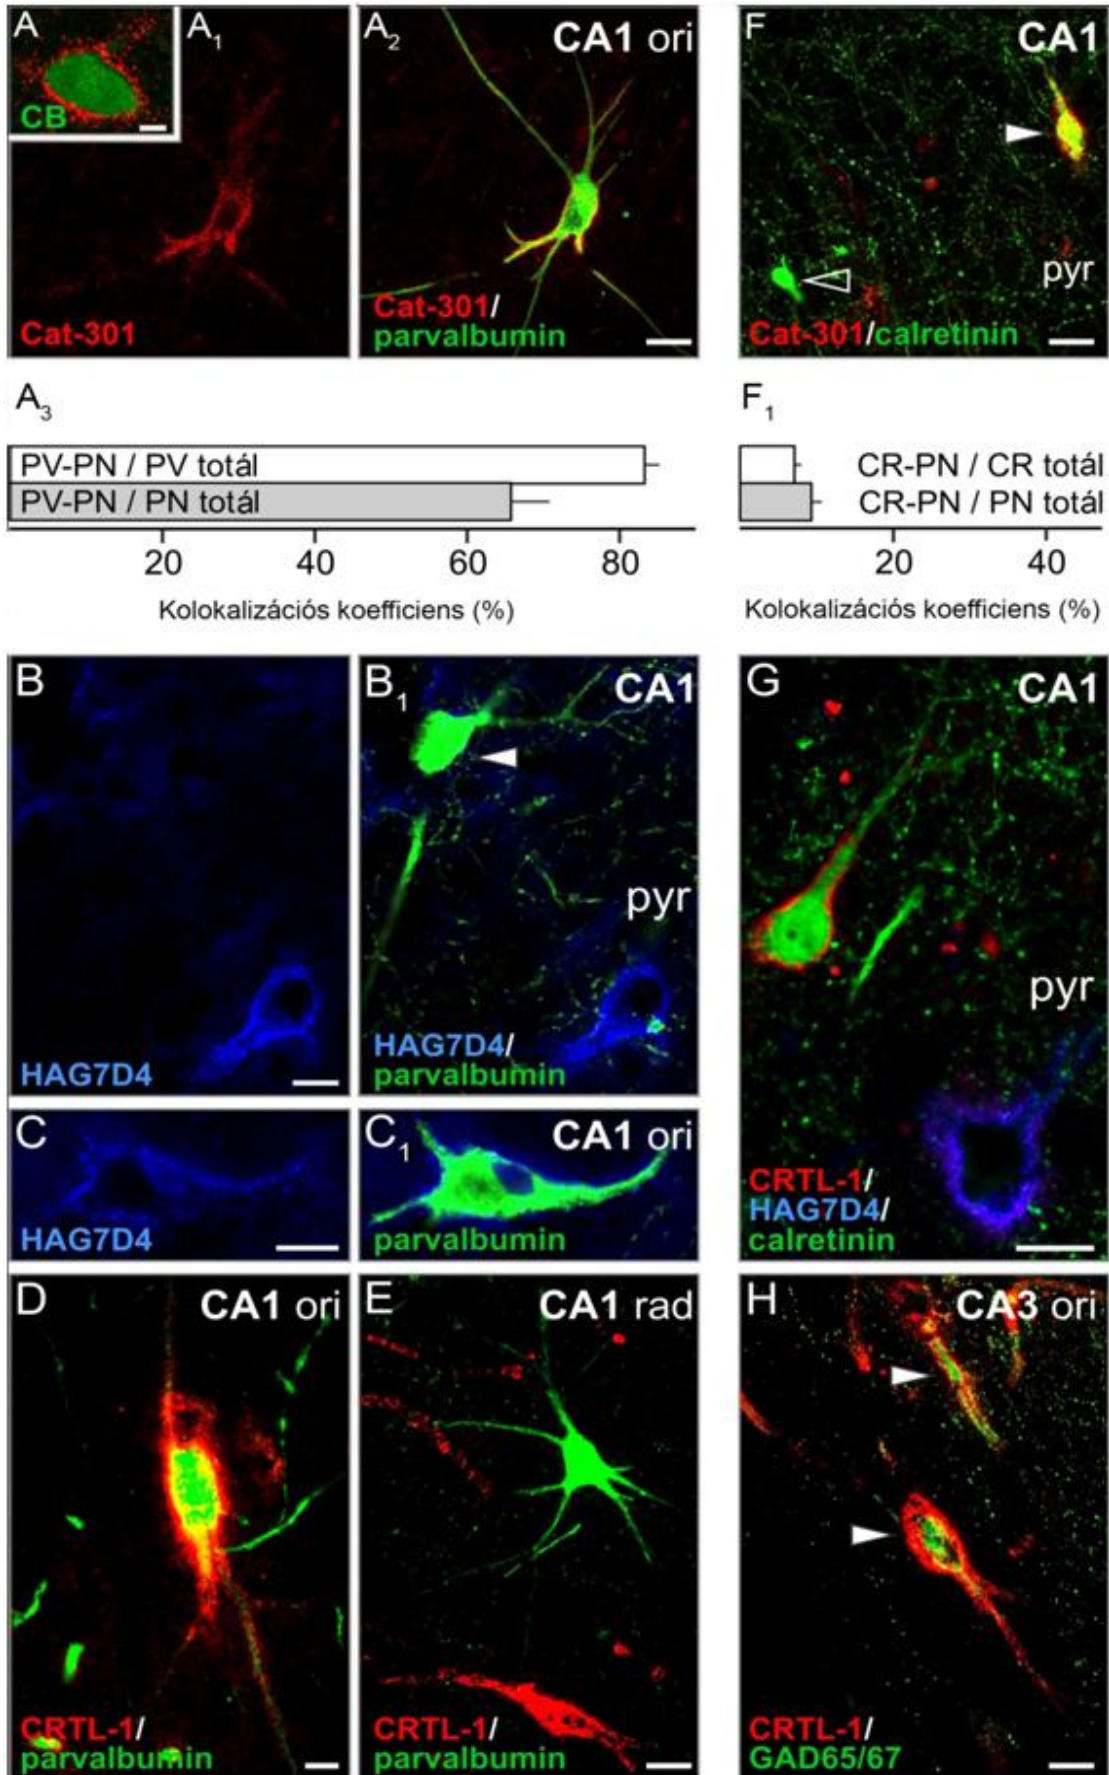 A
CB
A1
Cat-301
A2
CA1 ori
Cat-301/
parvalbumin
F
CA1
pyr
Cat-301/calretinin
A3
PV-PN / PV totál
PV-PN / PN totál
20 40 60 80
Kolokalizációs koefficiens (%)
F1
CR-PN / CR totál
CR-PN / PN totál
20 40
Kolokalizációs koefficiens (%)
B
HAG7D4
B1
CA1
pyr
HAG7D4/
parvalbumin
G
CA1
pyr
CRTL-1/
HAG7D4/
calretinin
C
HAG7D4
C1
CA1 ori
parvalbumin
D
CA1 ori
CRTL-1/
parvalbumin
E
CA1 rad
CRTL-1/
parvalbumin
H
CA3 ori
CRTL-1/
GAD65/67